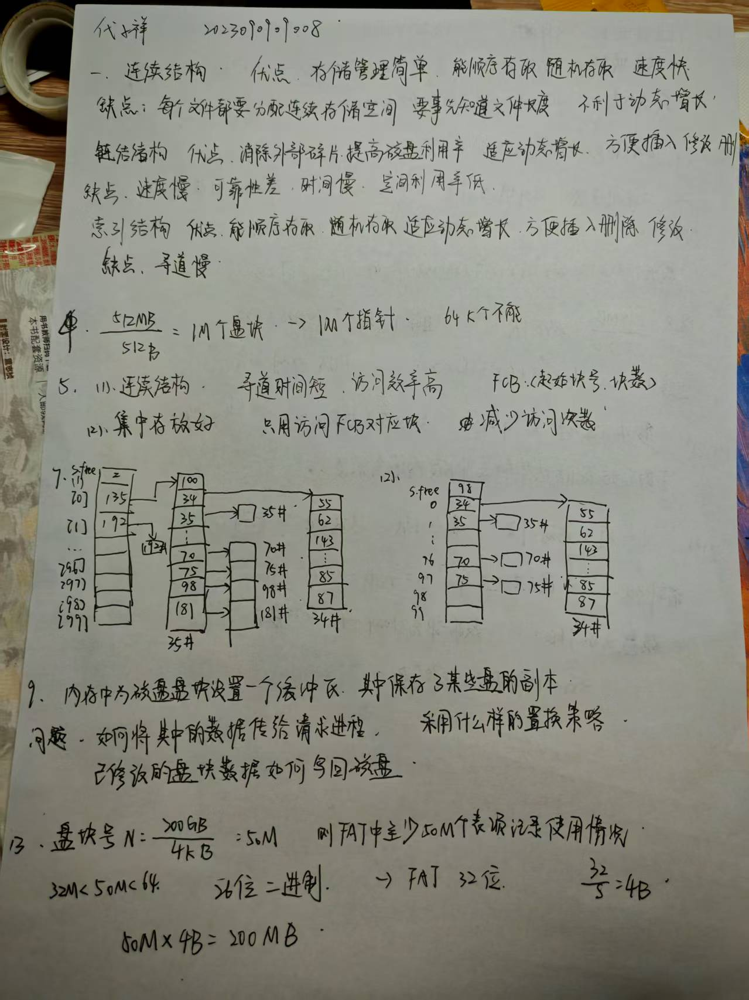 代 祥 2023090909008
一、连续结构. 优点、存储管理简单、能顺序存取 随机存取 速度快
缺点: 每个文件都要分配连续存储空间 要事先知道文件长度 不利于动态增长.
链结结构 优点、消除外部碎片.提高磁盘利用率 适应动态增长、方便插入 修改 删
缺点、速度慢. 可靠性差、时间慢、空间利用率低、
索引结构 优点、能顺序存取、随机存取 适应动态增长、方便插入删除 修改.
缺点、寻道慢.
4. 512MB/512B = 1M个盘块. → 1M个指针. 64K个不能
5. (1)、连续结构. 寻道时间短、访问效率高 FCB:(起始块号、块数)
(2)、集中存放好 只用访问FCB对应块. 减少访问次数
7. (1) S.free 2 100
[0] 135 34 55
[1] 192 192# 35 35# 62
... ⋮ 143
[96] 70 70# ⋮
[97] 75 75# 85
[98] 98 98# 87
[99] 181 181# 34#
35#
(2)、
S.free 98
0 34 55
1 35 35# 62
⋮ 143
76 70 70# ⋮
97 75 75# 85
98 87
99 34#
9. 内存中为磁盘盘块设置一个缓冲区. 其中保存了某些盘的副本.
问题. 如何将其中的数据传给请求进程、 采用什么样的置换策略.
已修改的盘块数据如何写回磁盘.
13. 盘块号 N = 200GB/4KB = 50M 则FAT中至少50M个表项记录使用情况.
32M<50M<64. 26位二进制. → FAT 32位. 32/5=4B.
50M×4B=200MB.
用书教师扫码
本书配套资源